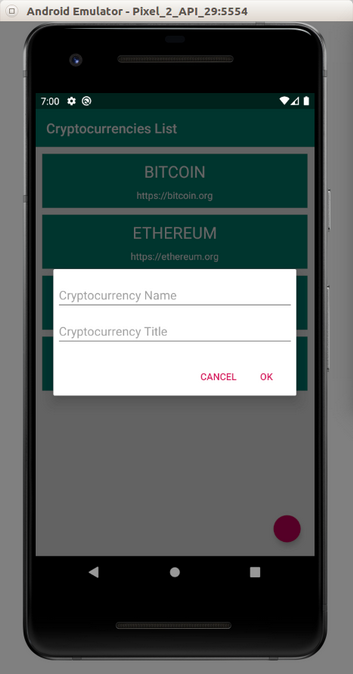 Android Emulator - Pixel_2_API_29:5554
7:00
Cryptocurrencies List
BITCOIN
https://bitcoin.org
ETHEREUM
https://ethereum.org
Cryptocurrency Name
Cryptocurrency Title
CANCEL OK